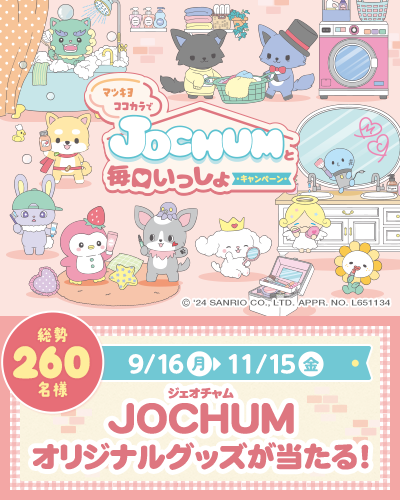 マツキヨ
ココカラで
JOCHUMと
毎日いっしょ
・キャンペーン・
© '24 SANRIO CO., LTD. APPR. NO. L651134
総勢
260
名様
9/16 月 11/15 金
ジェオチャム
JOCHUM
オリジナルグッズが当たる!